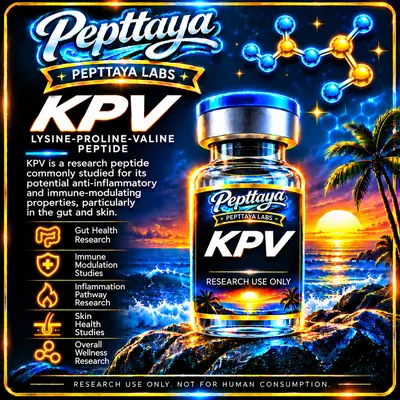 Pepttaya
PEPTTAYA LABS
KPV
LYSINE-PROLINE-VALINE
PEPTIDE
KPV is a research peptide
commonly studied for its
potential anti-inflammatory
and immune-modulating
properties, particularly
in the gut and skin.
Gut Health
Research
Immune
Modulation
Studies
Inflammation
Pathway
Research
Skin
Health
Studies
Overall
Wellness
Research
Pepttaya
PEPTTAYA LABS
KPV
RESEARCH USE ONLY
RESEARCH USE ONLY. NOT FOR HUMAN CONSUMPTION.